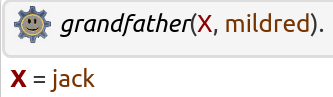 grandfather(X, mildred).
X = jack